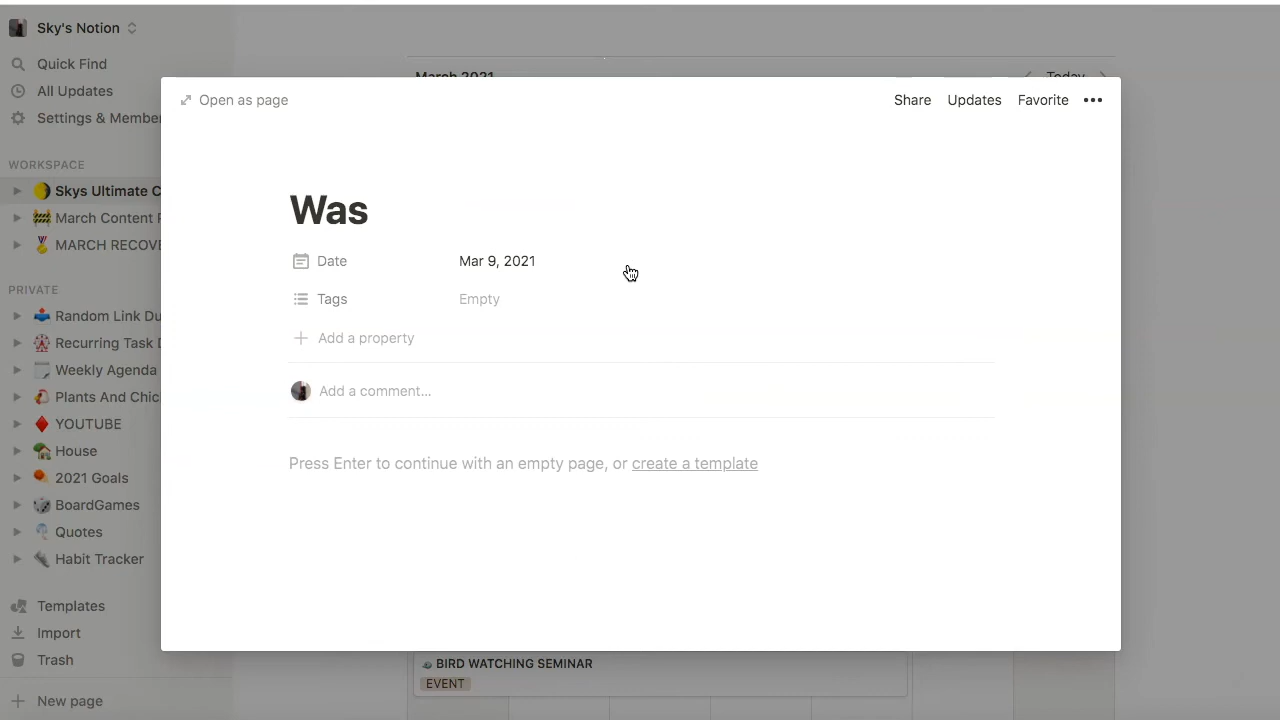 Sky's Notion
Quick Find
All Updates
Settings & Member
WORKSPACE
Skys Ultimate C
March Content P
MARCH RECOVE
PRIVATE
Random Link Du
Recurring Task D
Weekly Agenda
Plants And Chic
YOUTUBE
House
2021 Goals
BoardGames
Quotes
Habit Tracker
Templates
Import
Trash
New page
March 2021
Today
Open as page
Share Updates Favorite
Was
Date Mar 9, 2021
Tags Empty
Add a property
Add a comment...
Press Enter to continue with an empty page, or create a template
BIRD WATCHING SEMINAR
EVENT